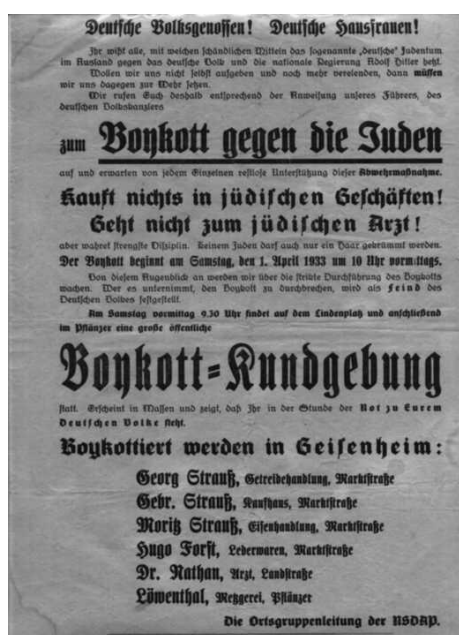 Deutsche Volksgenossen! Deutsche Hausfrauen!
Ihr wißt alle, mit welchen schändlichen Mitteln das sogenannte „deutsche" Judentum
im Ausland gegen das deutsche Volk und die nationale Regierung Adolf Hitler hetzt.
Wollen wir uns nicht selbst aufgeben und noch mehr verelenden, dann müssen
wir uns dagegen zur Wehr setzen.
Wir rufen Euch deshalb entsprechend der Anweisung unseres Führers, des
deutschen Volkskanzlers
zum Boykott gegen die Juden
auf und erwarten von jedem Einzelnen restlose Unterstützung dieser Abwehrmaßnahme.
Kauft nichts in jüdischen Geschäften!
Geht nicht zum jüdischen Arzt!
aber wahret strengste Disziplin. Keinem Juden darf auch nur ein Haar gekrümmt werden.
Der Boykott beginnt am Samstag, den 1. April 1933 um 10 Uhr vormittags.
Von diesem Augenblick an werden wir über die strikte Durchführung des Boykotts
wachen. Wer es unternimmt, den Boykott zu durchbrechen, wird als Feind des
Deutschen Volkes festgestellt.
Am Samstag vormittag 9.30 Uhr findet auf dem Lindenplatz und anschließend
im Pflänzer eine große öffentliche
Boykott=Kundgebung
statt. Erscheint in Massen und zeigt, daß Ihr in der Stunde der Not zu Eurem
Deutschen Volke steht.
Boykottiert werden in Geisenheim:
Georg Strauß, Getreidehandlung, Marktstraße
Gebr. Strauß, Kaufhaus, Marktstraße
Moritz Strauß, Eisenhandlung, Marktstraße
Hugo Forst, Lederwaren, Marktstraße
Dr. Nathan, Arzt, Landstraße
Löwenthal, Metzgerei, Pflänzer
Die Ortsgruppenleitung der NSDAP.